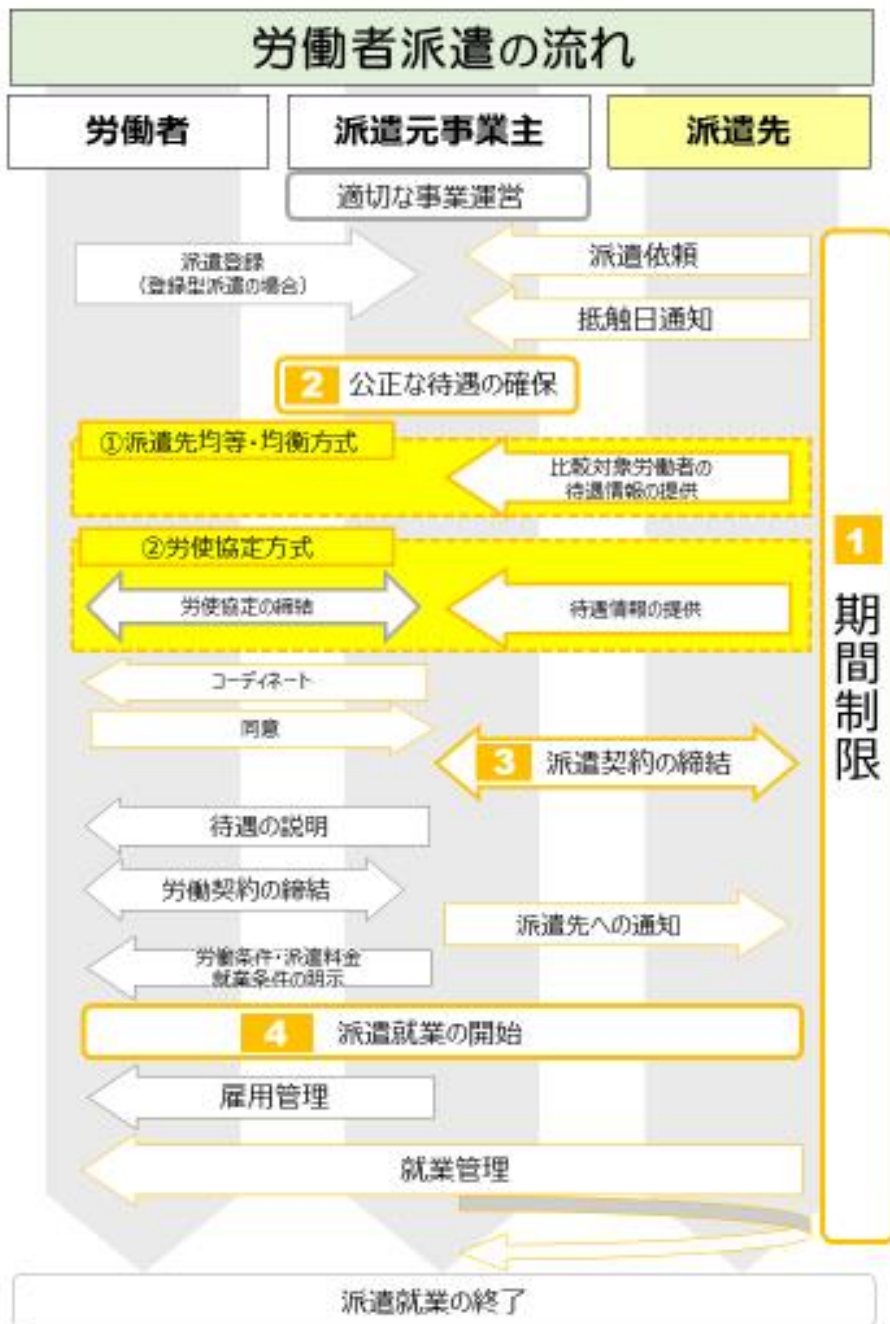 労働者派遣の流れ
労働者
派遣元事業主
派遣先
適切な事業運営
派遣登録
(登録型派遣の場合)
派遣依頼
抵触日通知
2 公正な待遇の確保
①派遣先均等・均衡方式
比較対象労働者の
待遇情報の提供
②労使協定方式
労使協定の締結
待遇情報の提供
1
期間制限
コーディネート
同意
3 派遣契約の締結
待遇の説明
労働契約の締結
派遣先への通知
労働条件・派遣料金
就業条件の明示
4 派遣就業の開始
雇用管理
就業管理
派遣就業の終了